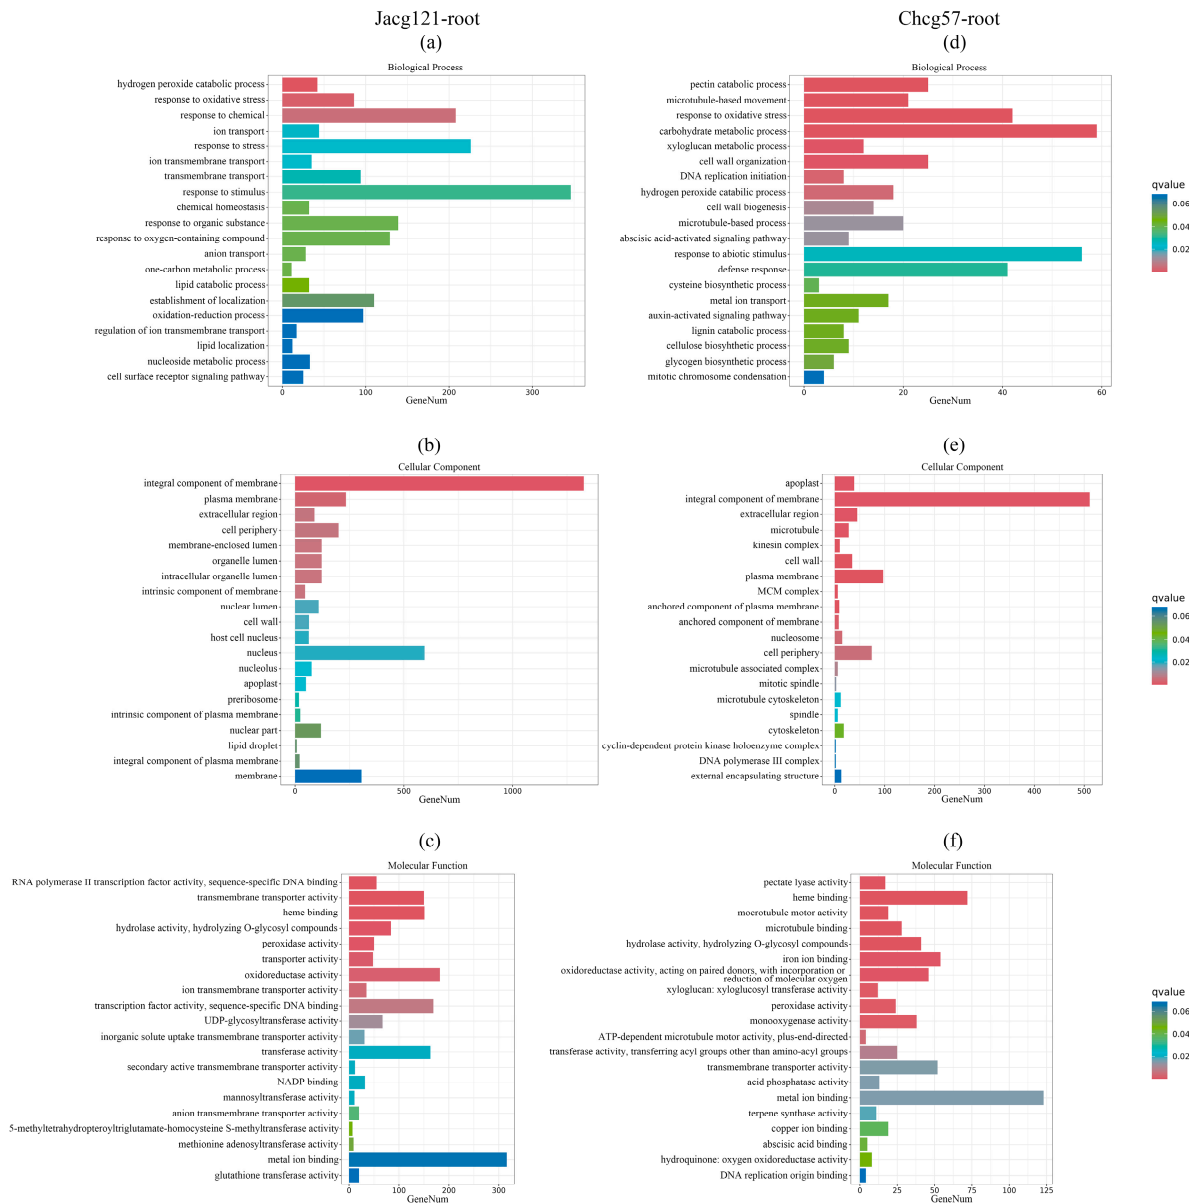 Jacg121-root
Chcg57-root
(a)
Biological Process
hydrogen peroxide catabolic process
response to oxidative stress
response to chemical
ion transport
response to stress
ion transmembrane transport
transmembrane transport
response to stimulus
chemical homeostasis
response to organic substance
response to oxygen-containing compound
anion transport
one-carbon metabolic process
lipid catabolic process
establishment of localization
oxidation-reduction process
regulation of ion transmembrane transport
lipid localization
nucleoside metabolic process
cell surface receptor signaling pathway
0 100 200 300
GeneNum
(d)
Biological Process
pectin catabolic process
microtubule-based movement
response to oxidative stress
carbohydrate metabolic process
xyloglucan metabolic process
cell wall organization
DNA replication initiation
hydrogen peroxide catabilic process
cell wall biogenesis
microtubule-based process
abscisic acid-activated signaling pathway
response to abiotic stimulus
defense response
cysteine biosynthetic process
metal ion transport
auxin-activated signaling pathway
lignin catabolic process
cellulose biosyhthetic process
glycogen biosynthetic process
mitotic chromosome condensation
0 20 40 60
GeneNum
qvalue
0.06
0.04
0.02
(b)
Cellular Component
integral component of membrane
plasma membrane
extracellular region
cell periphery
membrane-enclosed lumen
organelle lumen
intracellular organelle lumen
intrinsic component of membrane
nuclear lumen
cell wall
host cell nucleus
nucleus
nucleolus
apoplast
preribosome
intrinsic component of plasma membrane
nuclear part
lipid droplet
integral component of plasma membrane
membrane
0 500 1000
GeneNum
(e)
Cellular Component
apoplast
integral component of membrane
extracellular region
microtubule
kinesin complex
cell wall
plasma membrane
MCM complex
anchored component of plasma membrane
anchored component of membrane
nucleosome
cell periphery
microtubule associated complex
mitotic spindle
microtubule cytoskeleton
spindle
cytoskeleton
cyclin-dependent protein kinase holoenzyme complex
DNA polymerase III complex
external encapsulating structure
0 100 200 300 400 500
GeneNum
qvalue
0.06
0.04
0.02
(c)
Molecular Function
RNA polymerase II transcription factor activity, sequence-specific DNA binding
transmembrane transporter activity
heme binding
hydrolase activity, hydrolyzing O-glycosyl compounds
peroxidase activity
transporter activity
oxidoreductase activity
ion transmembrane transporter activity
transcription factor activity, sequence-specific DNA binding
UDP-glycosyltransferase activity
inorganic solute uptake transmembrane transporter activity
transferase activity
secondary active transmembrane transporter activity
NADP binding
mannosyltransferase activity
anion transmembrane transporter activity
5-methyltetrahydropteroyltriglutamate-homocysteine S-methyltransferase activity
methionine adenosyltransferase activity
metal ion binding
glutathione transferase activity
0 100 200 300
GeneNum
(f)
Molecular Function
pectate lyase activity
heme binding
mocrotubule motor activity
microtubule binding
hydrolase activity, hydrolyzing O-glycosyl compounds
iron ion binding
oxidoreductase activity, acting on paired donors, with incorporation or
reduction of molecular oxygen
xyloglucan: xyloglucosyl transferase activity
peroxidase activity
monooxygenase activity
ATP-dependent microtubule motor activity, plus-end-directed
transferase activity, transferring acyl groups other than amino-acyl groups
transmembrane transporter activity
acid phosphatase activity
metal ion binding
terpene synthase activity
copper ion binding
abscisic acid binding
hydroquinone: oxygen oxidoreductase activity
DNA replication origin binding
0 25 50 75 100 125
GeneNum
qvalue
0.06
0.04
0.02